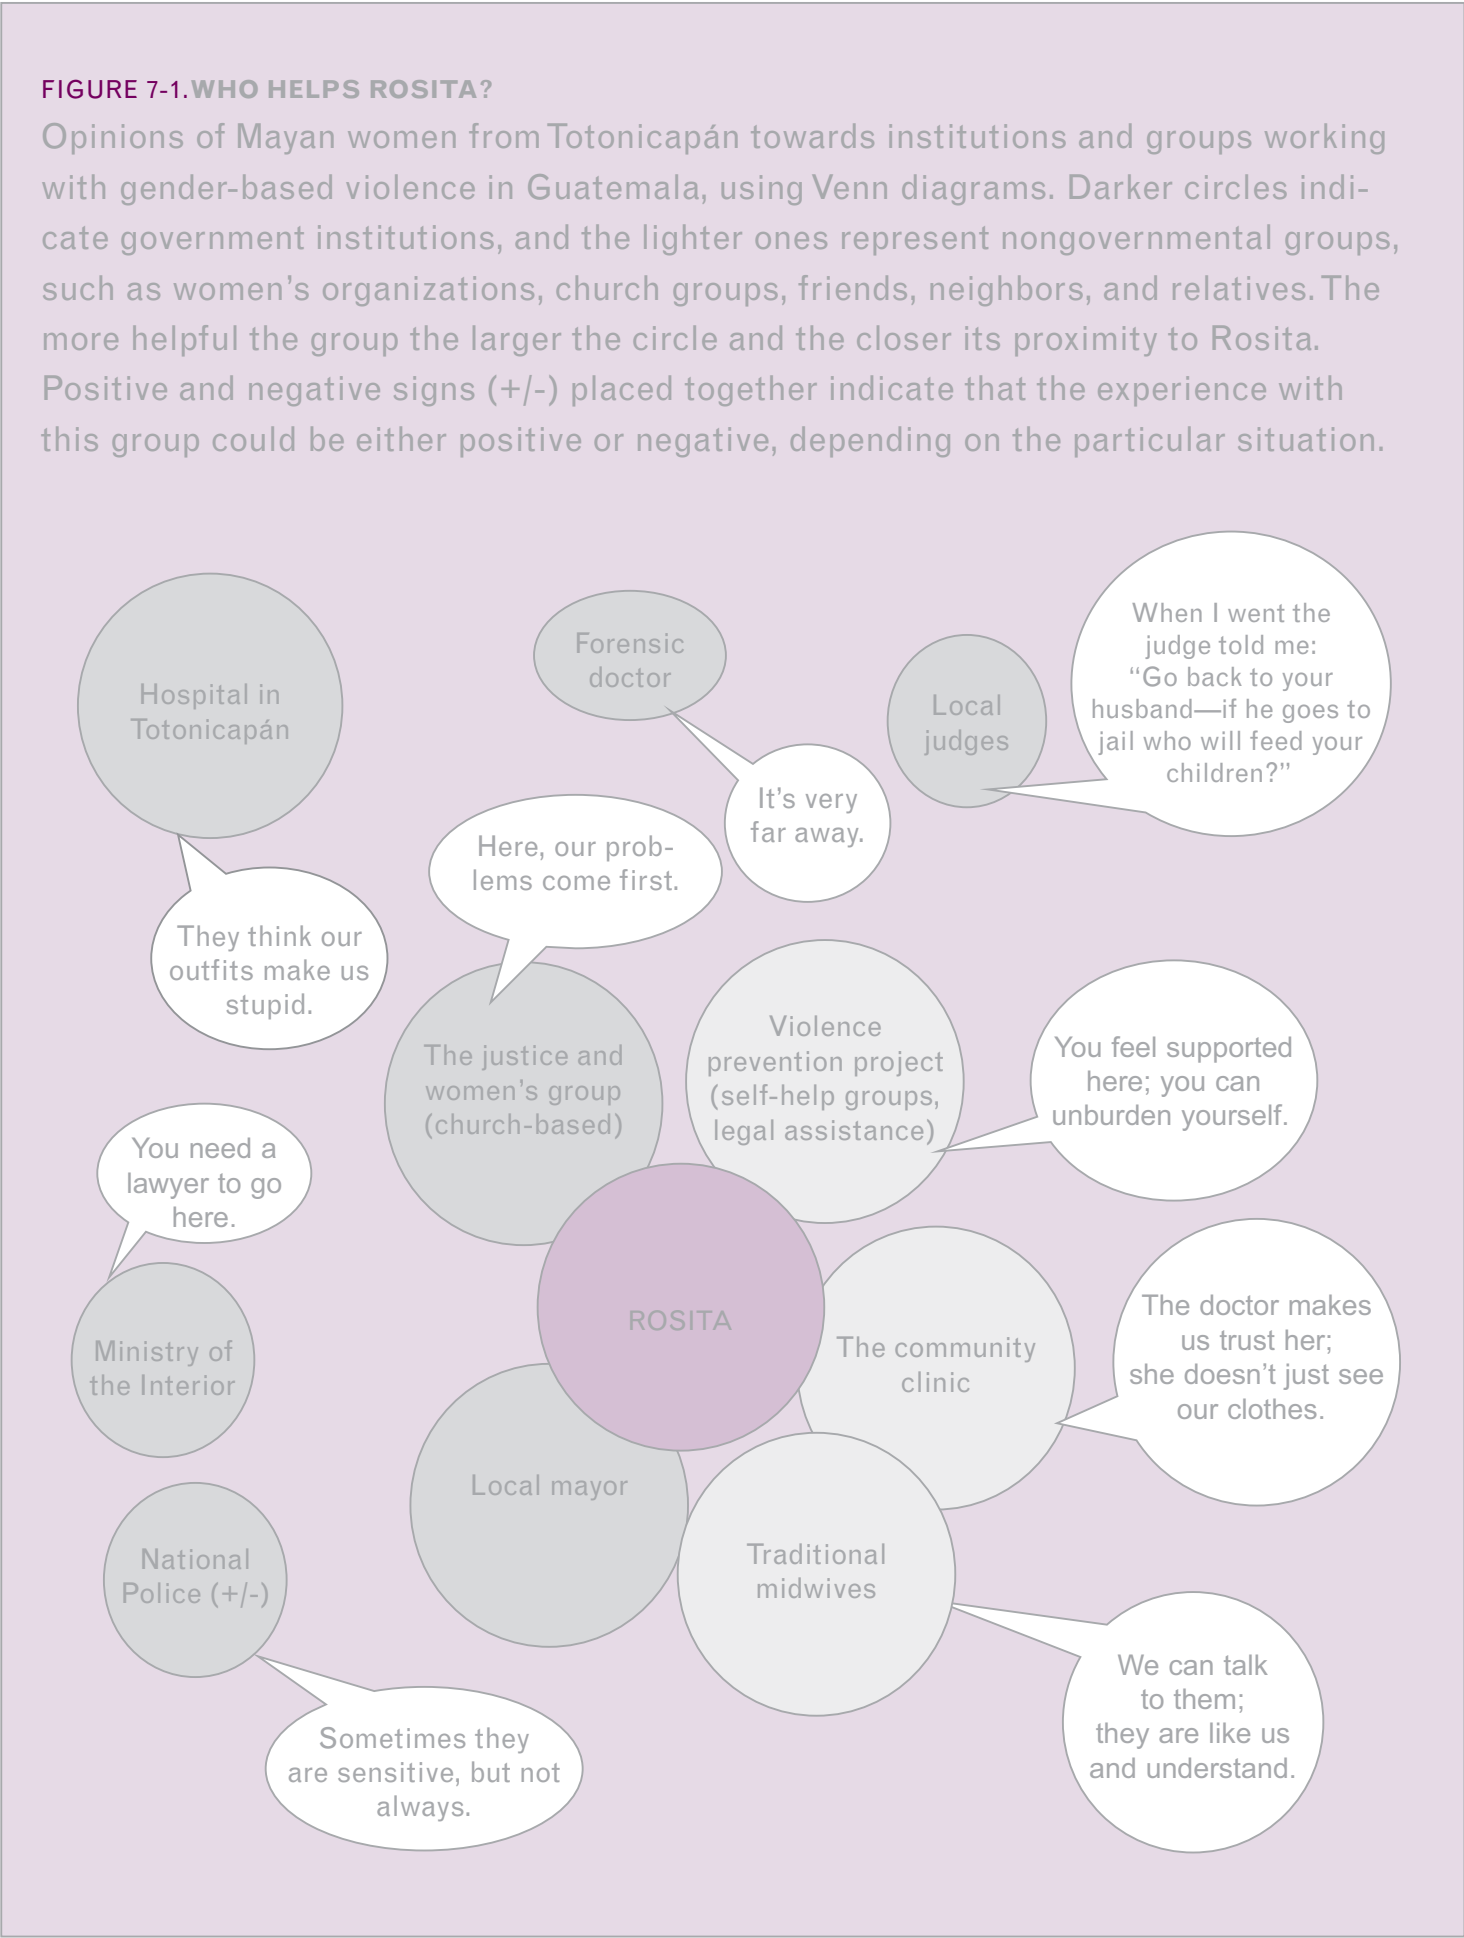 FIGURE 7-1. WHO HELPS ROSITA?
Opinions of Mayan women from Totonicapán towards institutions and groups working
with gender-based violence in Guatemala, using Venn diagrams. Darker circles indi-
cate government institutions, and the lighter ones represent nongovernmental groups,
such as women's organizations, church groups, friends, neighbors, and relatives. The
more helpful the group the larger the circle and the closer its proximity to Rosita.
Positive and negative signs (+/-) placed together indicate that the experience with
this group could be either positive or negative, depending on the particular situation.
Hospital in
Totonicapán
They think our
outfits make us
stupid.
Forensic
doctor
It's very
far away.
Local
judges
When I went the
judge told me:
“Go back to your
husband—if he goes to
jail who will feed your
children?”
Here, our prob-
lems come first.
The justice and
women's group
(church-based)
Violence
prevention project
(self-help groups,
legal assistance)
You feel supported
here; you can
unburden yourself.
You need a
lawyer to go
here.
Ministry of
the Interior
ROSITA
The community
clinic
The doctor makes
us trust her;
she doesn't just see
our clothes.
National
Police (+/-)
Sometimes they
are sensitive, but not
always.
Local mayor
Traditional
midwives
We can talk
to them;
they are like us
and understand.